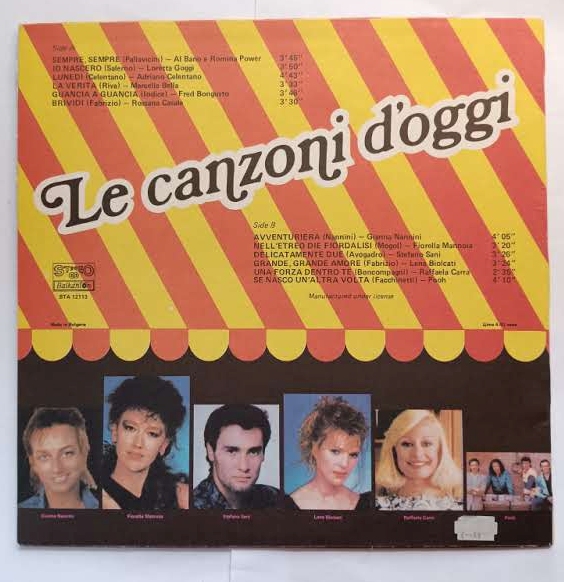 Side A
SEMPRE, SEMPRE (Pallavicini) — Al Bano e Romina Power 3'45"
IO NASCERO (Salerno) — Loretta Goggi 3'50"
LUNEDI (Celentano) — Adriano Celentano 4'43"
LA VERITA (Riva) — Marcella Bella 3'33"
GUANCIA A GUANCIA (Iodice) — Fred Bongusto 3'48"
BRIVIDI (Fabrizio) — Rossana Casale 3'30"
Le canzoni d'oggi
Side B
AVVENTURIERA (Nannini) — Gianna Nannini 4'05"
NELL'ETREO DIE FIORDALISI (Mogol) — Fiorella Mannoia 3'20"
DELICATAMENTE DUE (Avogadro) — Stefano Sani 3'26"
GRANDE, GRANDE AMORE (Fabrizio) — Lena Biolcati 3'24"
UNA FORZA DENTRO TE (Boncompagni) — Raffaela Carra 2'35"
SE NASCO UN'ALTRA VOLTA (Facchinetti) — Pooh 4'10"
STEREO
Balkanton
BTA 12113
Manufactured under license
Made in Bulgaria
Gianna Nannini
Fiorella Mannoia
Stefano Sani
Lena Biolcati
Raffaela Carra
Pooh